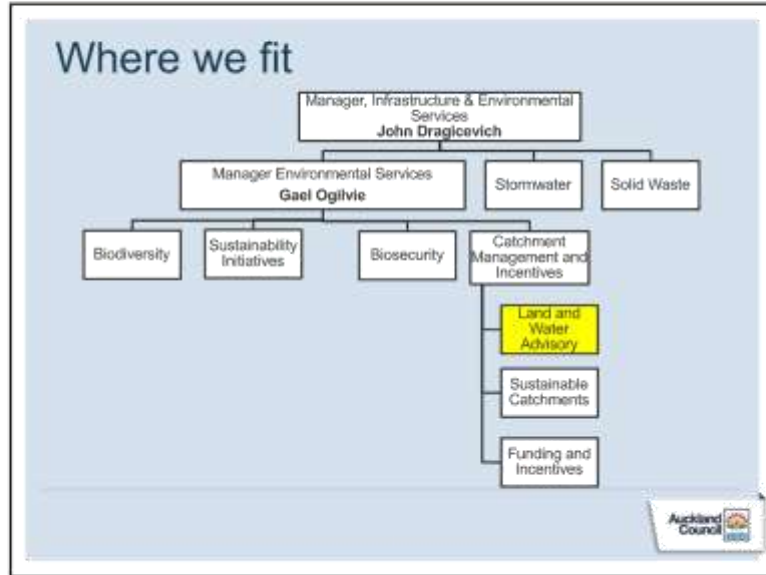 Where we fit
Manager, Infrastructure & Environmental
Services
John Dragicevich
Manager Environmental Services
Gael Ogilvie
Stormwater
Solid Waste
Biodiversity
Sustainability
Initiatives
Biosecurity
Catchment
Management and
Incentives
Land and
Water
Advisory
Sustainable
Catchments
Funding and
Incentives
Auckland
Council